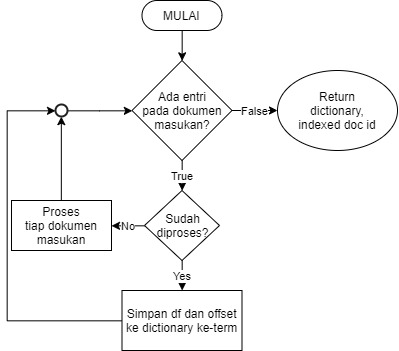 MULAI
Ada entri
pada dokumen
masukan?
False
Return
dictionary,
indexed doc id
True
Sudah
diproses?
No
Proses
tiap dokumen
masukan
Yes
Simpan df dan offset
ke dictionary ke-term